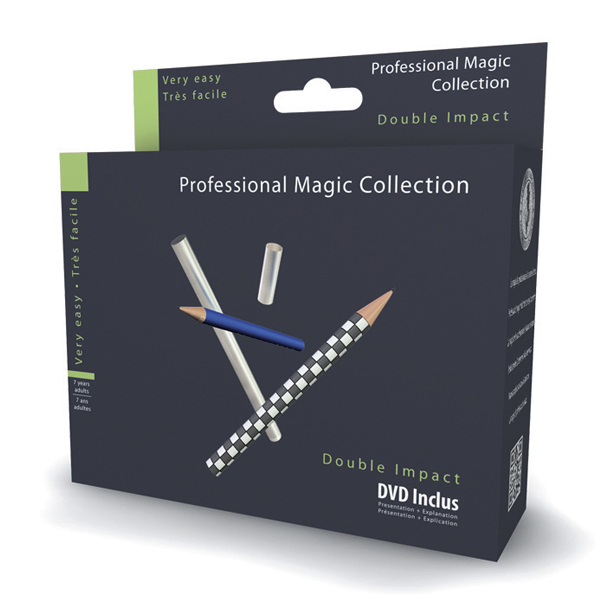 Very easy
Très facile
Professional Magic
Collection
Double Impact
Professional Magic Collection
Very easy • Très facile
7 years
adults
7 ans
adultes
Double Impact
DVD Inclus
Presentation + Explanation
Présentation + Explication